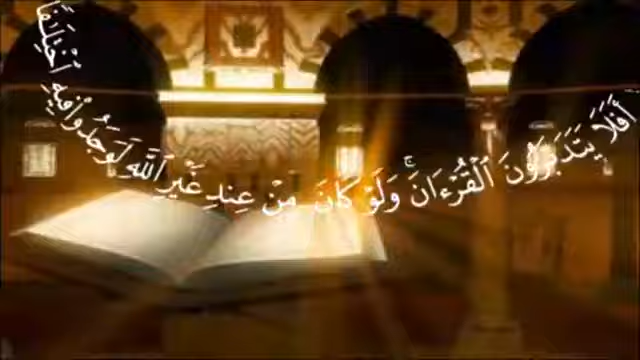 أَفَلَا يَتَدَبَّرُونَ ٱلْقُرْءَانَ ۚ وَلَوْ كَانَ مِنْ عِندِ غَيْرِ ٱللَّهِ لَوَجَدُوا۟ فِيهِ ٱخْتِلَٰفًا